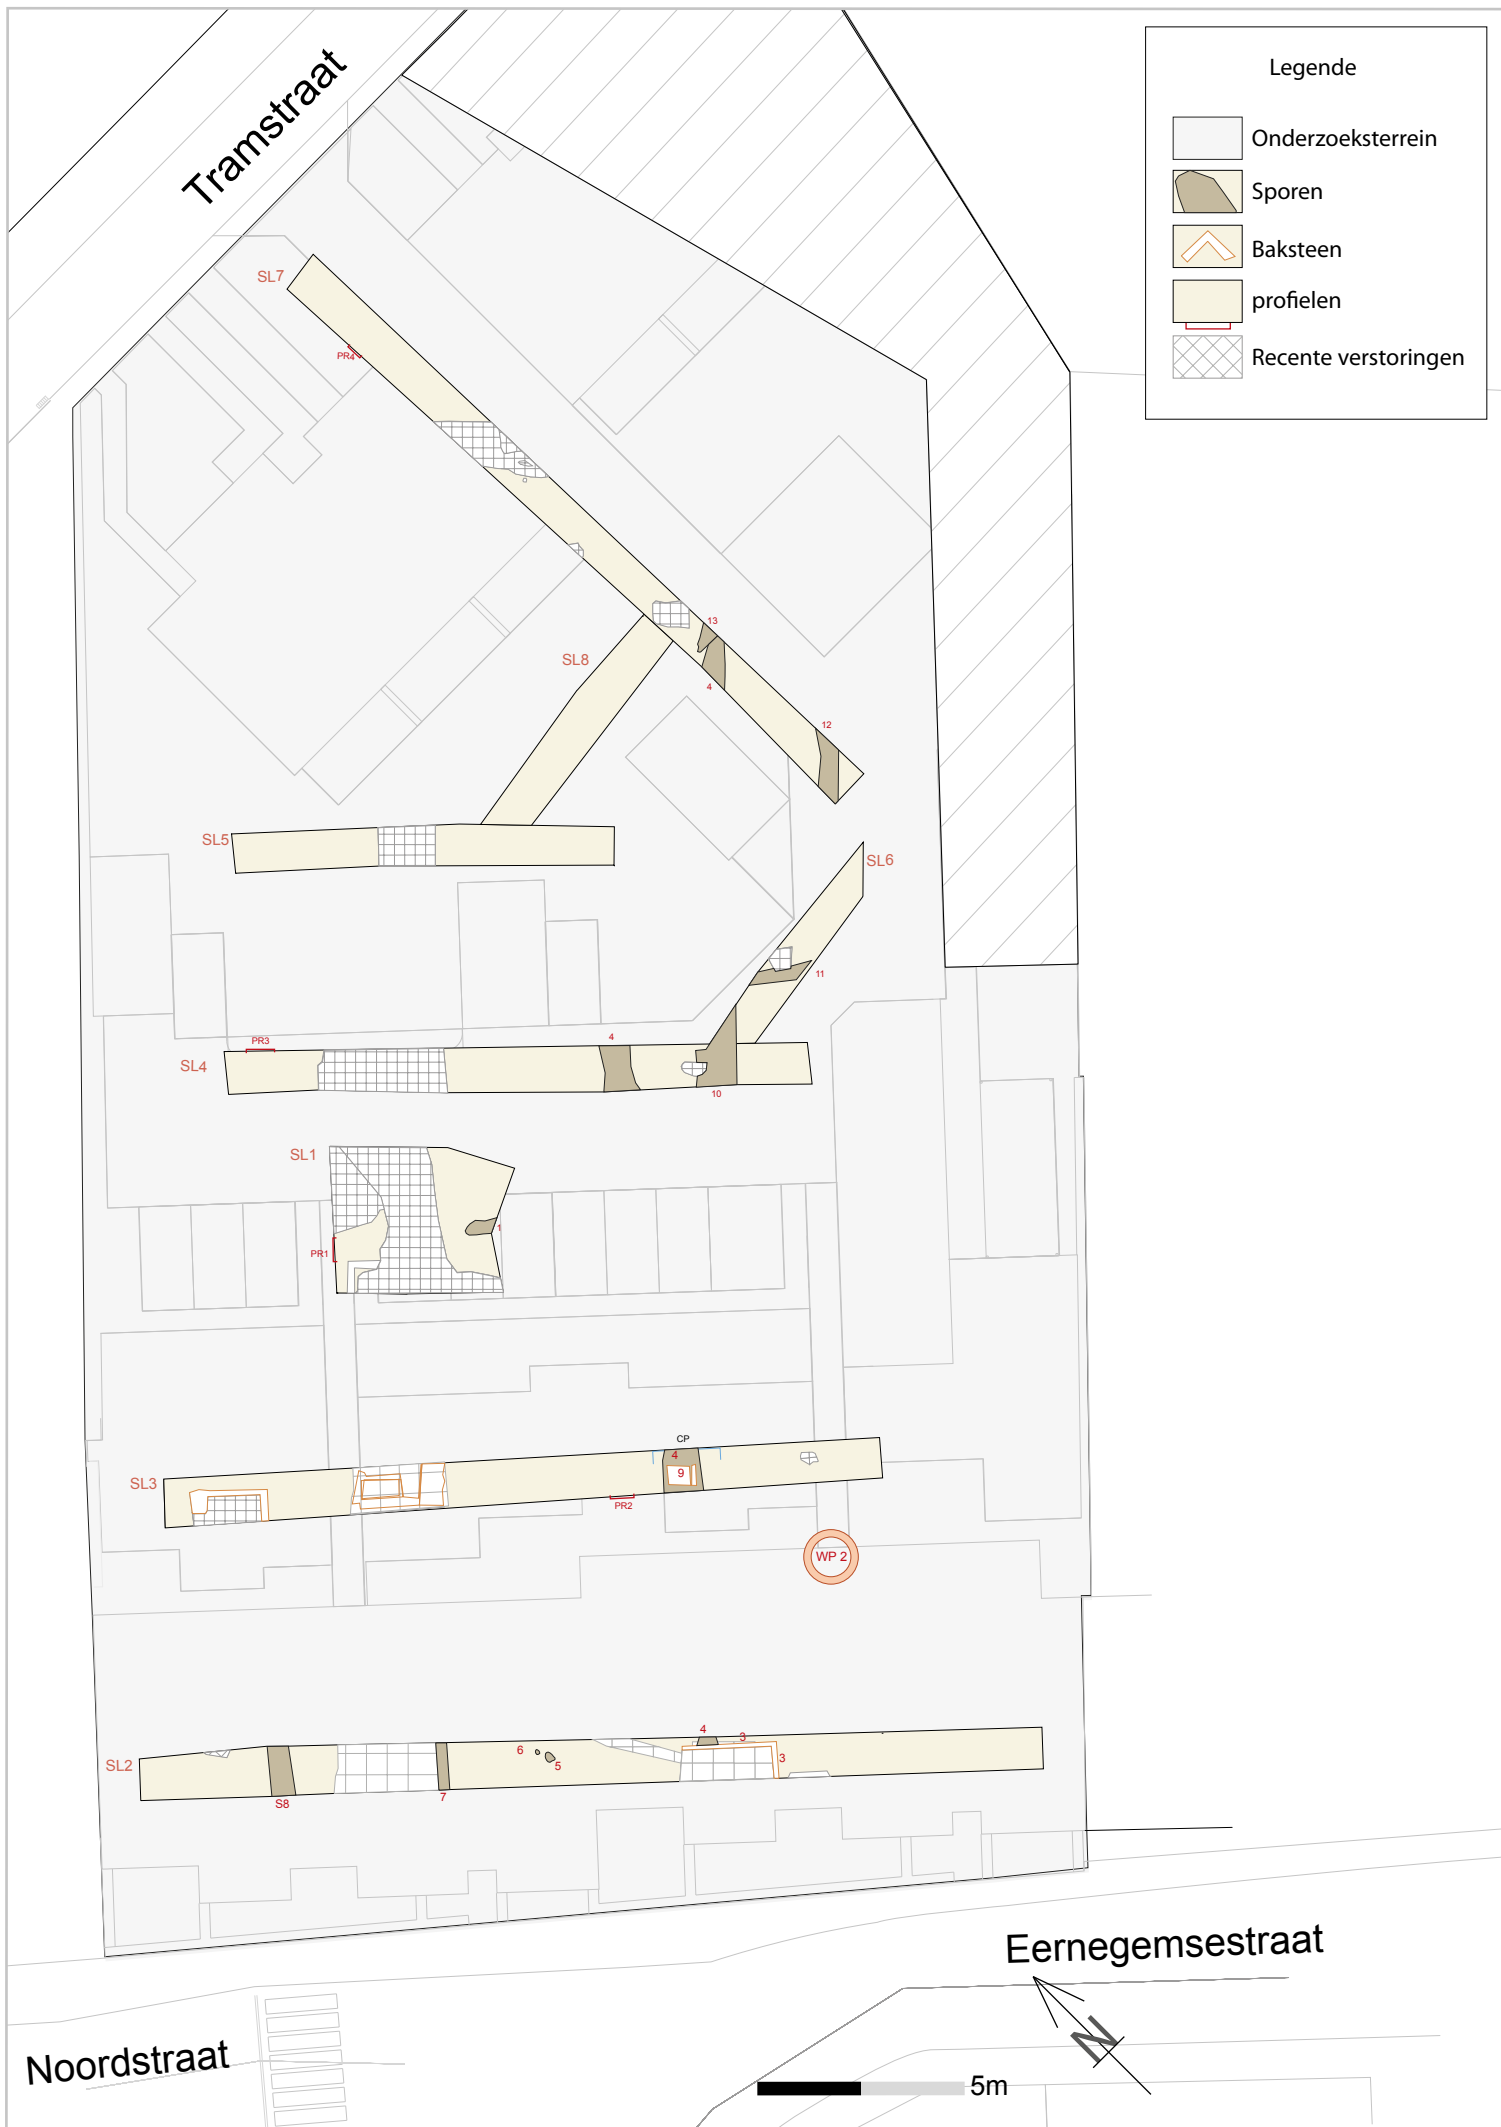 Tramstraat
Legende
Onderzoeksterrein
Sporen
Baksteen
profielen
Recente verstoringen
SL7
PR4
13
SL8
4
12
SL5
SL6
11
PR3
4
SL4
10
SL1
1
PR1
CP
4
9
SL3
PR2
WP 2
4
3
6
5
3
SL2
S8
7
Eernegemsestraat
N
Noordstraat
5m